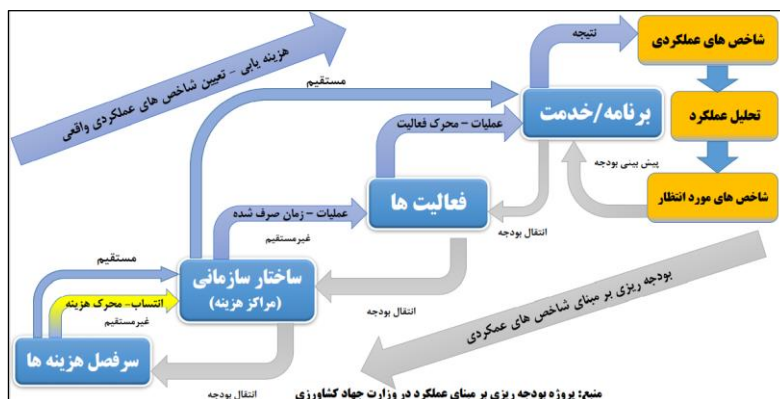 هزینه یابی - تعیین شاخص های عملکردی واقعی
نتیجه
شاخص های عملکردی
مستقیم
برنامه/خدمت
عملیات – محرک فعالیت
تحلیل عملکرد
پیش بینی بودجه
شاخص های مورد انتظار
فعالیت ها
انتقال بودجه
عملیات – زمان صرف شده
غیرمستقیم
مستقیم
ساختار سازمانی
(مراکز هزینه)
انتساب- محرک هزینه
غیرمستقیم
انتقال بودجه
بودجه ریزی بر مبنای شاخص های عمکردی
سرفصل هزینه ها
انتقال بودجه
منبع: پروژه بودجه ریزی بر مبنای عملکرد در وزارت جهاد کشاورزی